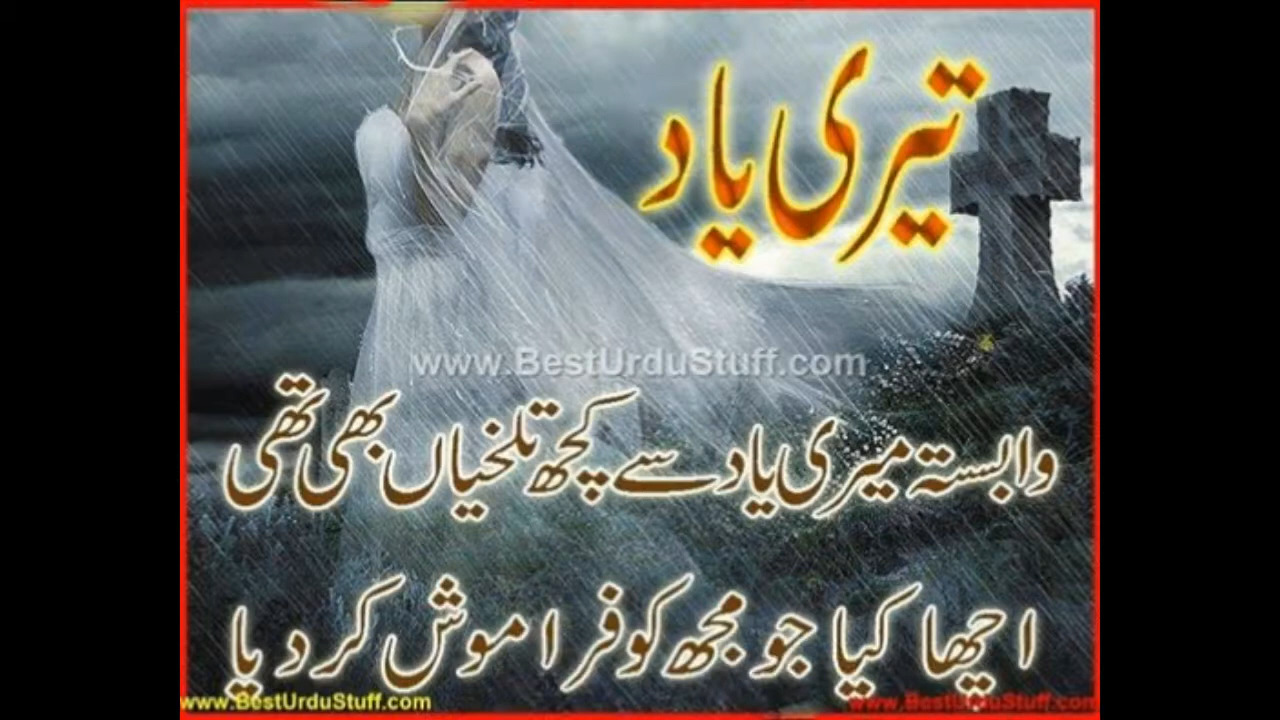 تیری یاد
www.BestUrduStuff.com
وابستہ میری یاد سے کچھ تلخیاں بھی تھی
اچھا کیا جو مجھ کو فراموش کر دیا
www.BestUrduStuff.com
www.BestUrduStuff.com